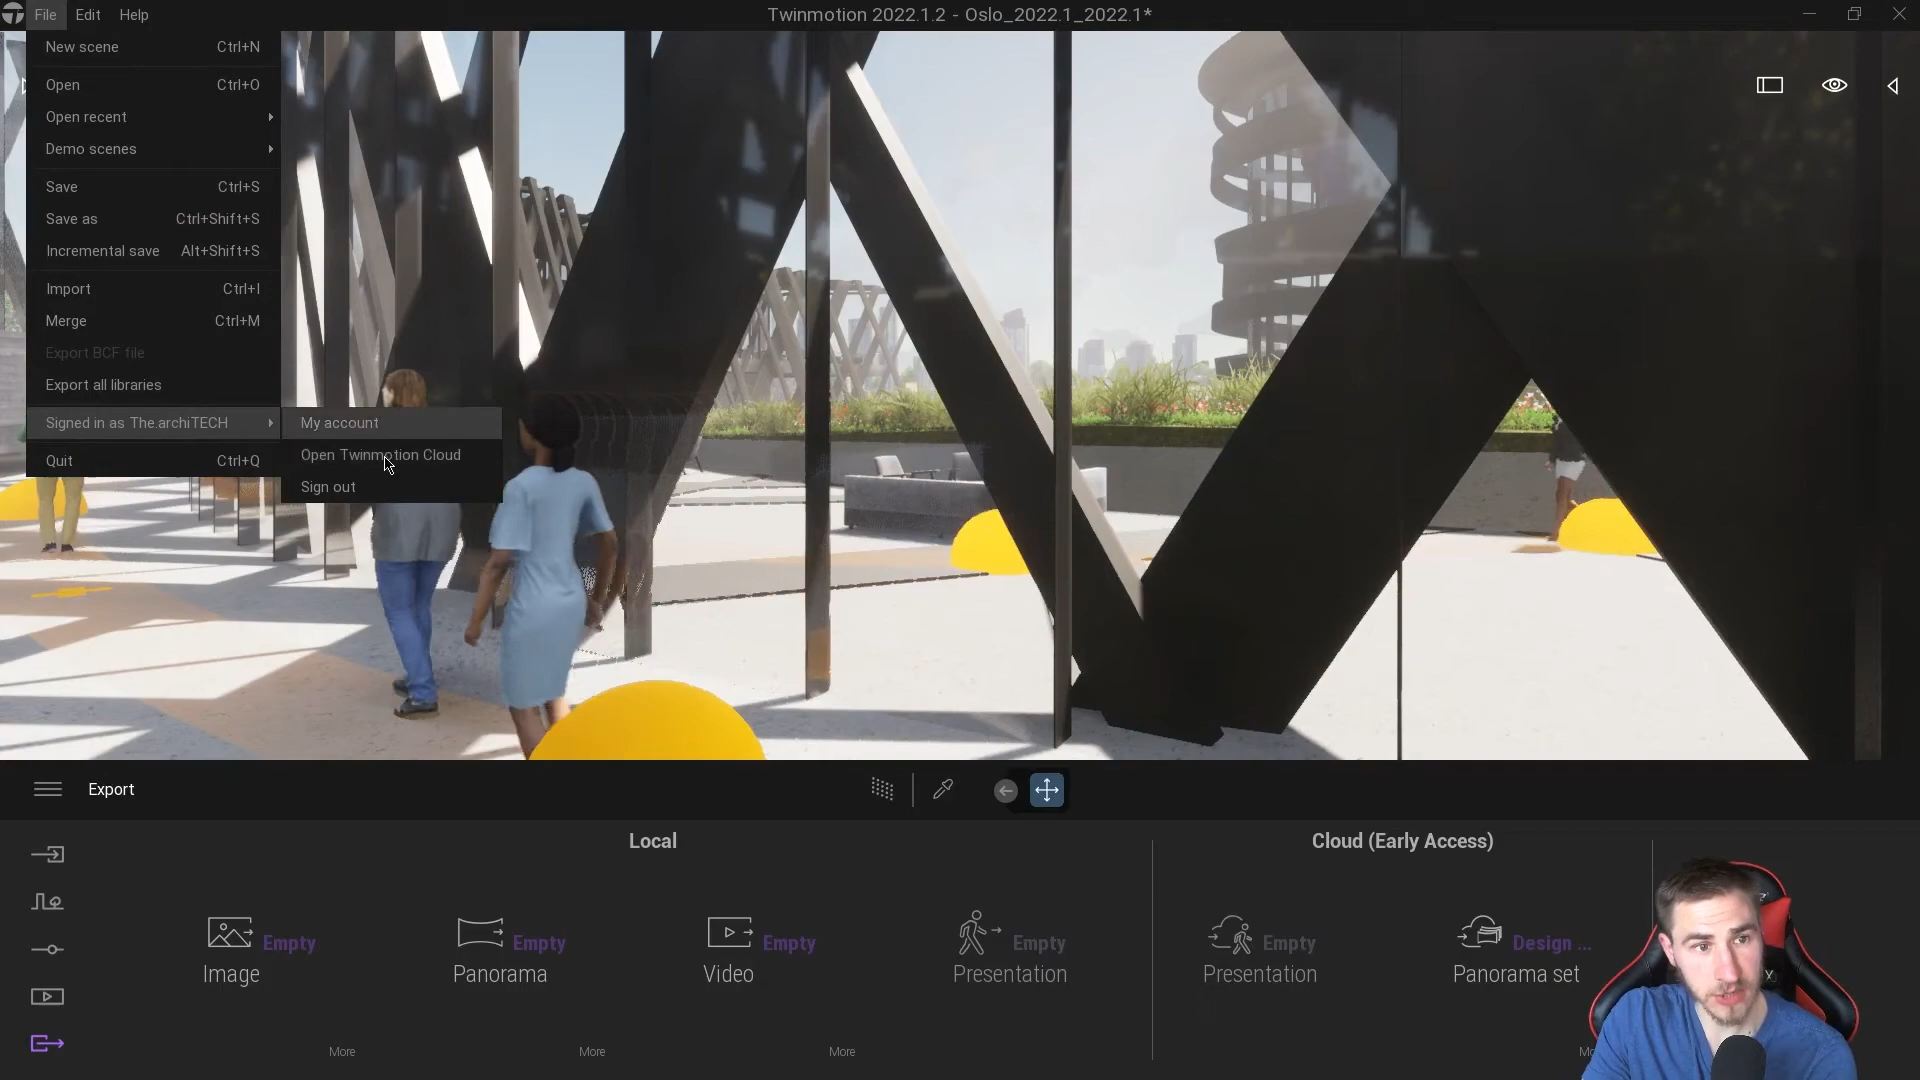 File Edit Help
Twinmotion 2022.1.2 - Oslo_2022.1_2022.1*
New scene Ctrl+N
Open Ctrl+O
Open recent
Demo scenes
Save Ctrl+S
Save as Ctrl+Shift+S
Incremental save Alt+Shift+S
Import Ctrl+I
Merge Ctrl+M
Export BCF file
Export all libraries
Signed in as The.archiTECH
Quit Ctrl+Q
My account
Open Twinmotion Cloud
Sign out
Export
Local
Cloud (Early Access)
Empty
Image
Empty
Panorama
Empty
Video
Empty
Presentation
Empty
Presentation
Design ...
Panorama set
More
More
More